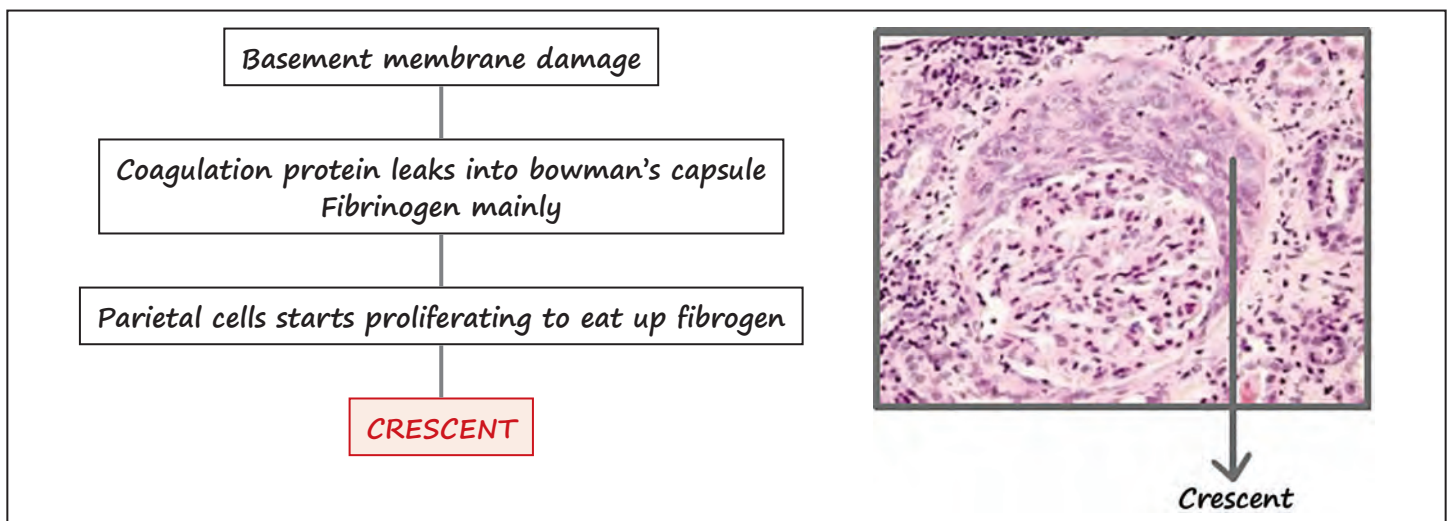 Basement membrane damage
Coagulation protein leaks into bowman's capsule
Fibrinogen mainly
Parietal cells starts proliferating to eat up fibrogen
CRESCENT
Crescent